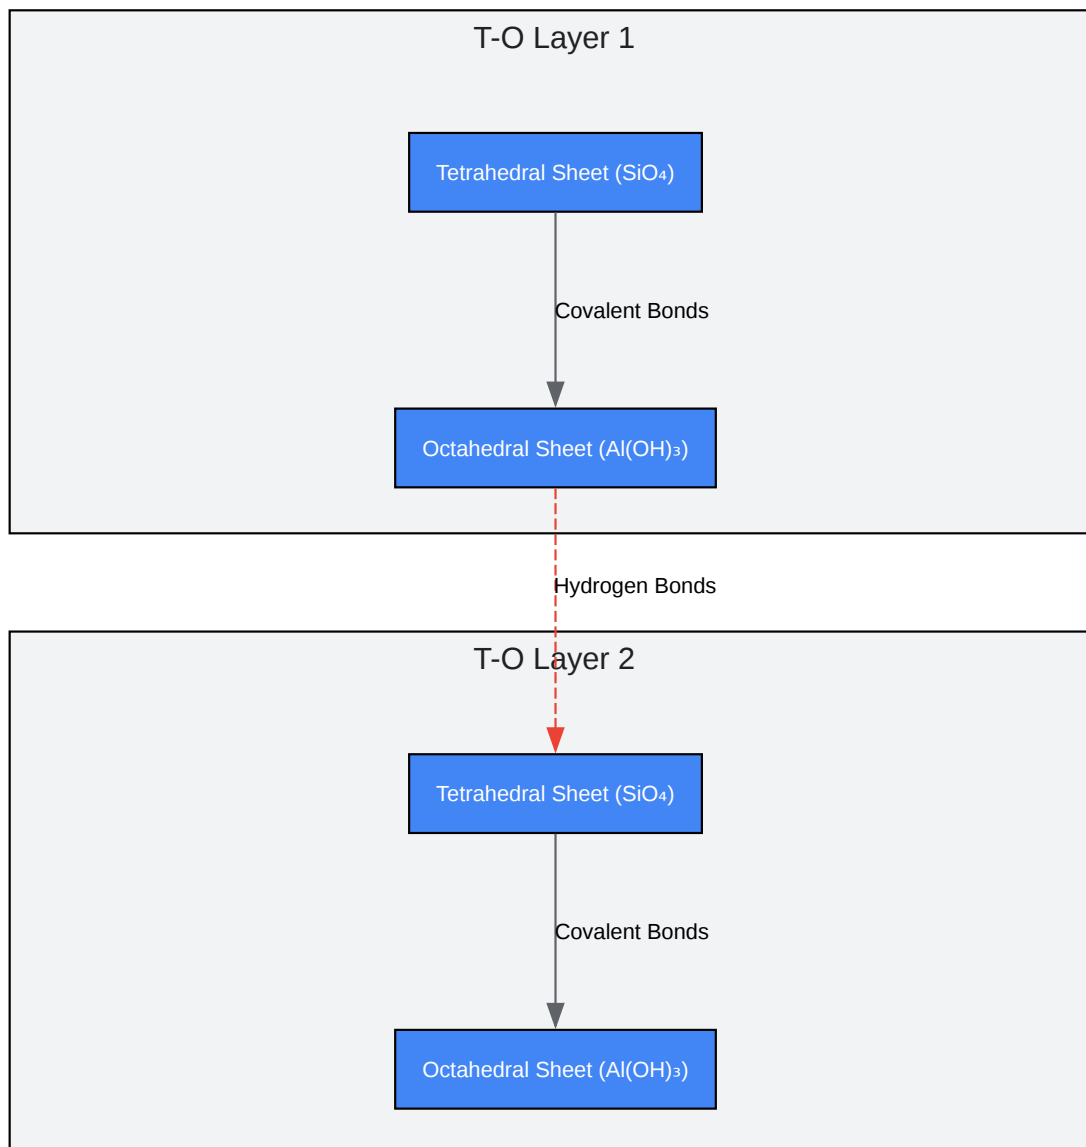 T-O Layer 1
Tetrahedral Sheet (SiO₄)
Covalent Bonds
Octahedral Sheet (Al(OH)₃)
Hydrogen Bonds
T-O Layer 2
Tetrahedral Sheet (SiO₄)
Covalent Bonds
Octahedral Sheet (Al(OH)₃)